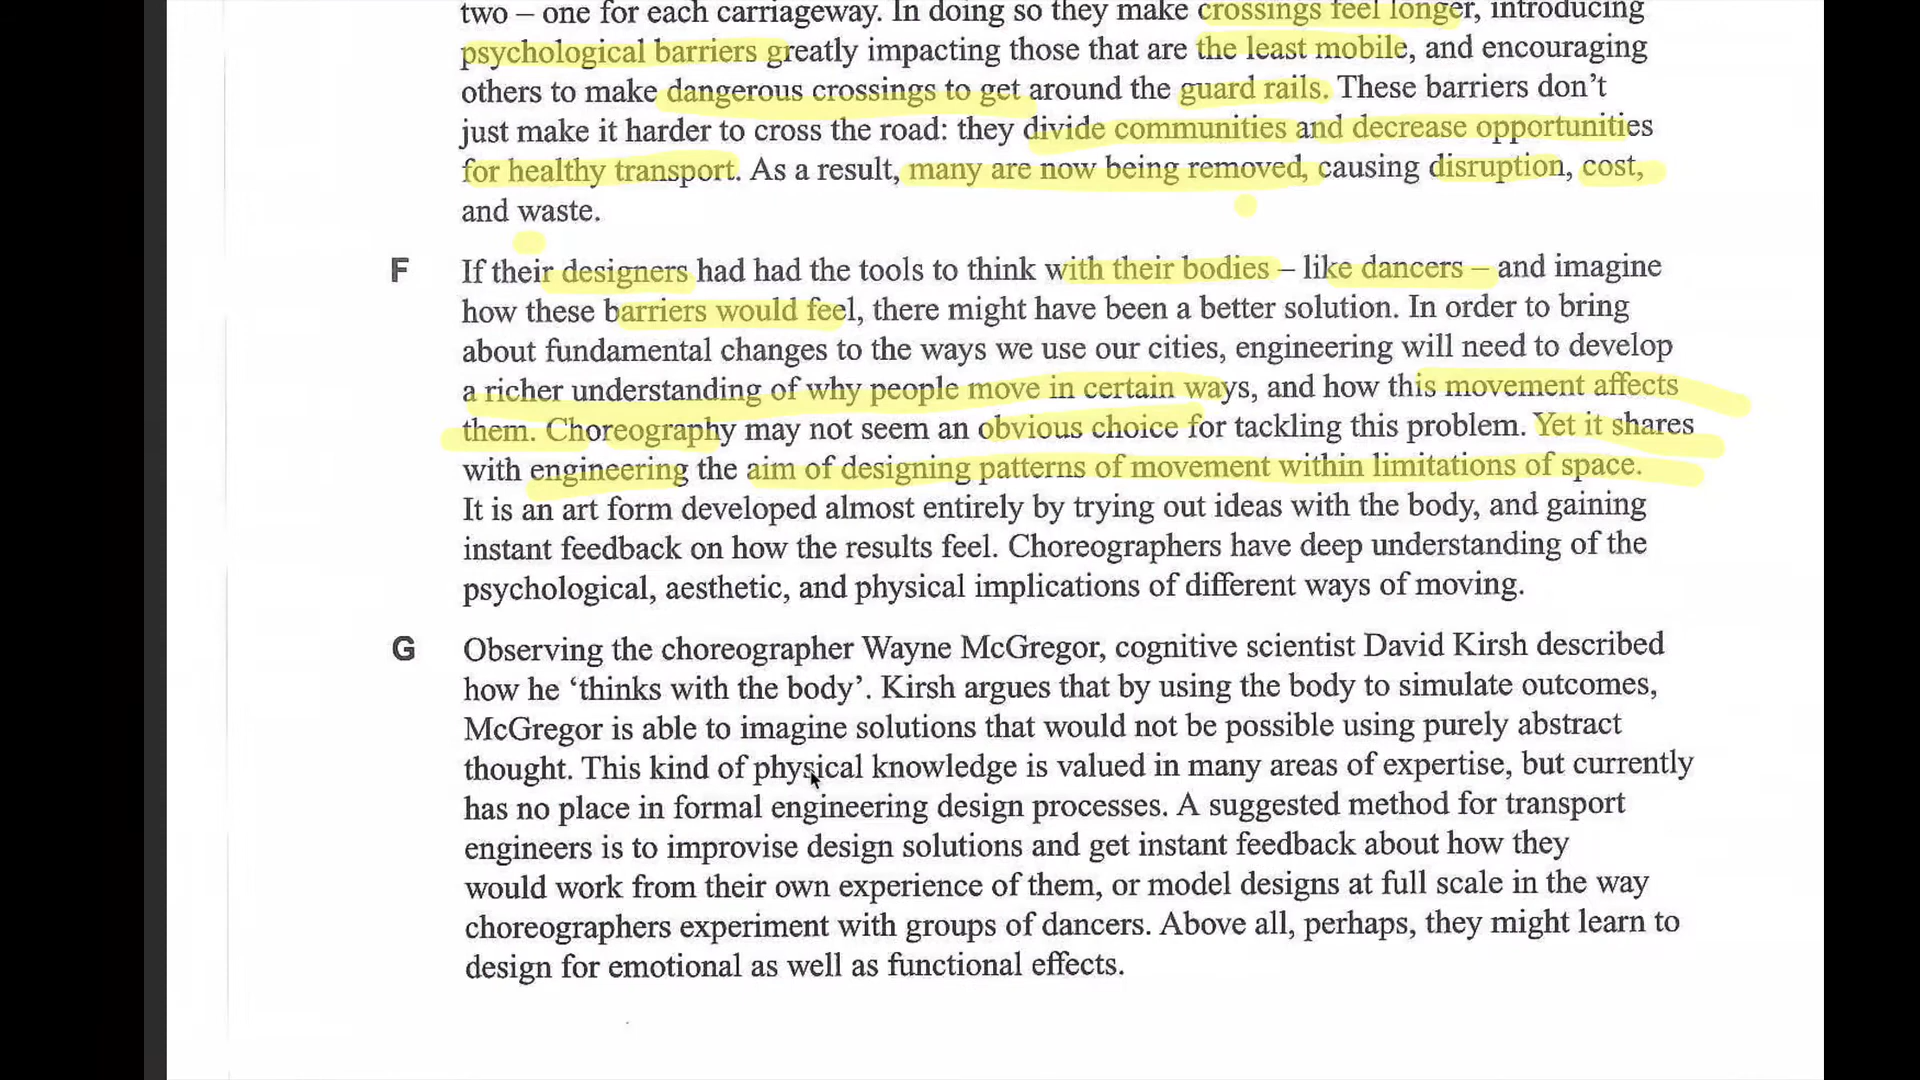 two – one for each carriageway. In doing so they make crossings feel longer, introducing
psychological barriers greatly impacting those that are the least mobile, and encouraging
others to make dangerous crossings to get around the guard rails. These barriers don't
just make it harder to cross the road: they divide communities and decrease opportunities
for healthy transport. As a result, many are now being removed, causing disruption, cost,
and waste.
F If their designers had had the tools to think with their bodies – like dancers – and imagine
how these barriers would feel, there might have been a better solution. In order to bring
about fundamental changes to the ways we use our cities, engineering will need to develop
a richer understanding of why people move in certain ways, and how this movement affects
them. Choreography may not seem an obvious choice for tackling this problem. Yet it shares
with engineering the aim of designing patterns of movement within limitations of space.
It is an art form developed almost entirely by trying out ideas with the body, and gaining
instant feedback on how the results feel. Choreographers have deep understanding of the
psychological, aesthetic, and physical implications of different ways of moving.
G Observing the choreographer Wayne McGregor, cognitive scientist David Kirsh described
how he ‘thinks with the body’. Kirsh argues that by using the body to simulate outcomes,
McGregor is able to imagine solutions that would not be possible using purely abstract
thought. This kind of physical knowledge is valued in many areas of expertise, but currently
has no place in formal engineering design processes. A suggested method for transport
engineers is to improvise design solutions and get instant feedback about how they
would work from their own experience of them, or model designs at full scale in the way
choreographers experiment with groups of dancers. Above all, perhaps, they might learn to
design for emotional as well as functional effects.